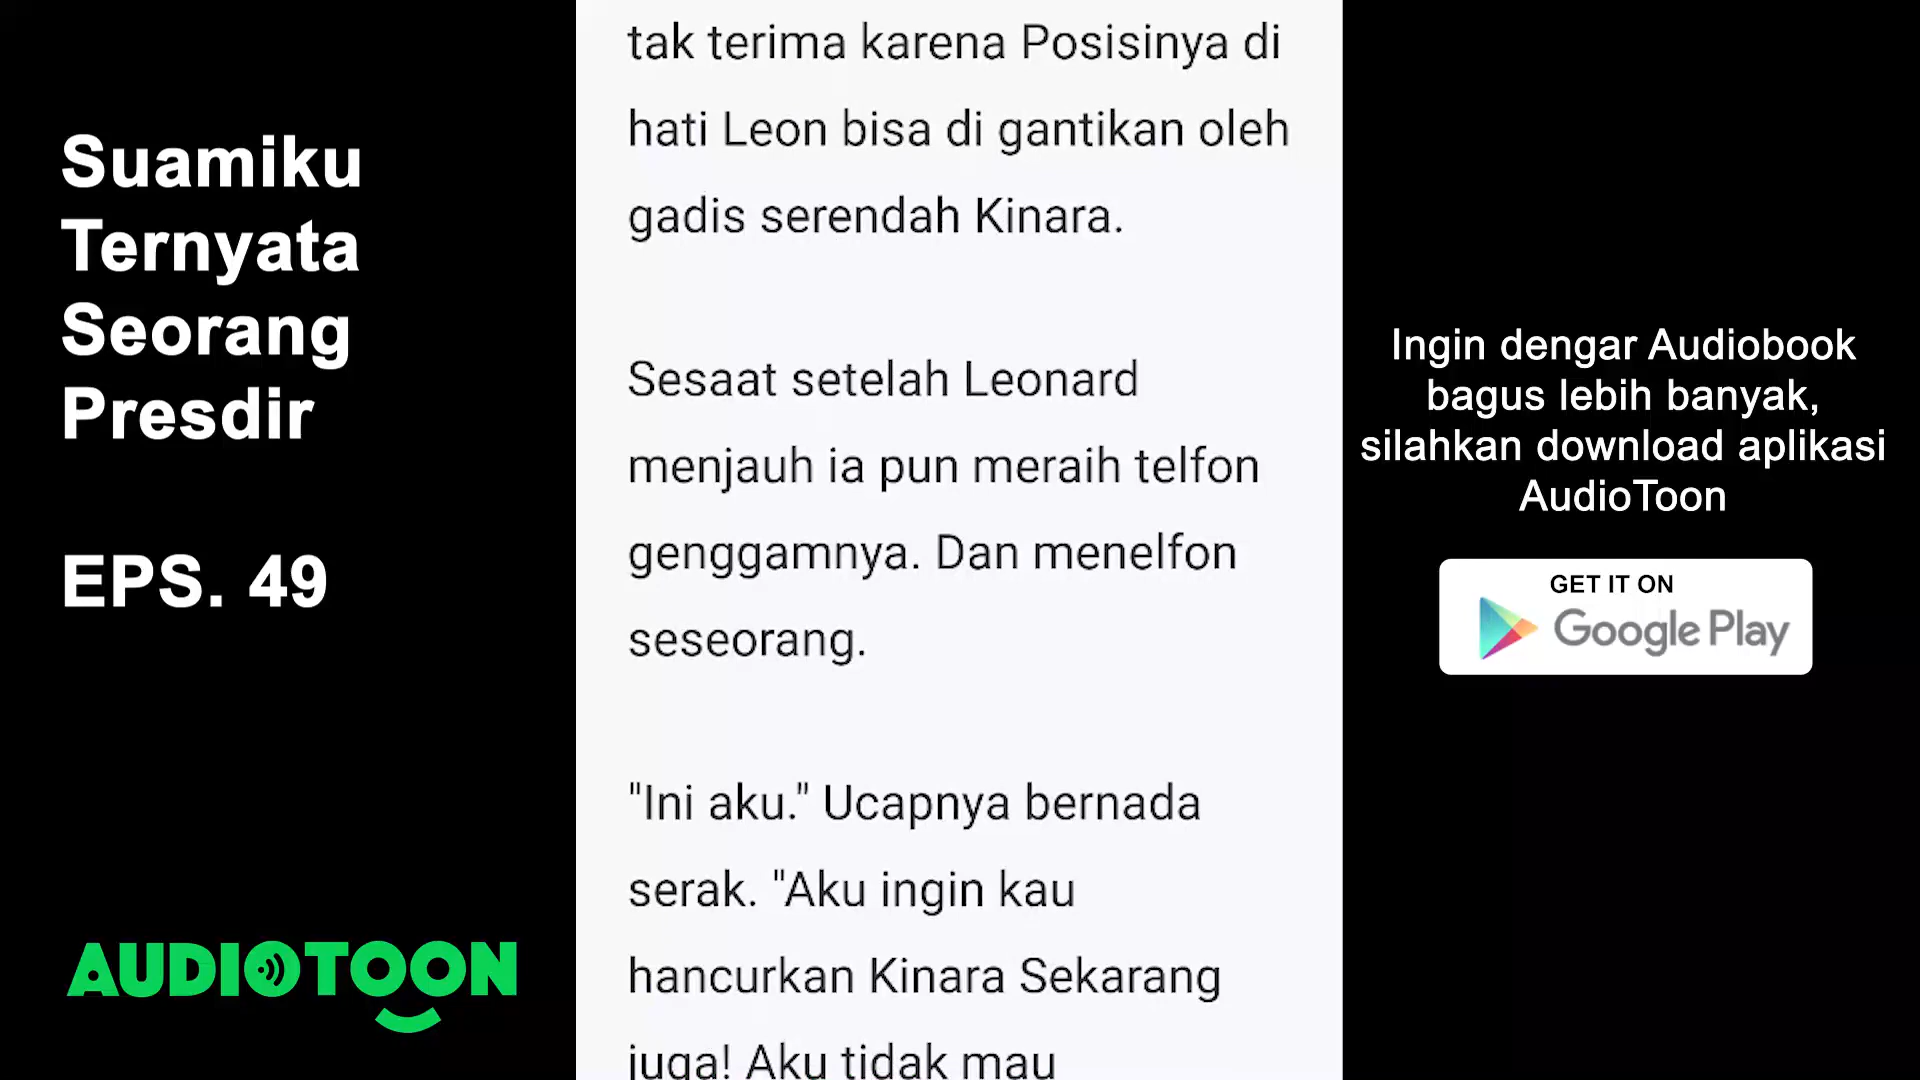 Suamiku
Ternyata
Seorang
Presdir
EPS. 49
AUDIOTOON
tak terima karena Posisinya di
hati Leon bisa di gantikan oleh
gadis serendah Kinara.
Sesaat setelah Leonard
menjauh ia pun meraih telfon
genggamnya. Dan menelfon
seseorang.
"Ini aku." Ucapnya bernada
serak. "Aku ingin kau
hancurkan Kinara Sekarang
juga! Aku tidak mau
Ingin dengar Audiobook
bagus lebih banyak,
silahkan download aplikasi
AudioToon
GET IT ON
Google Play